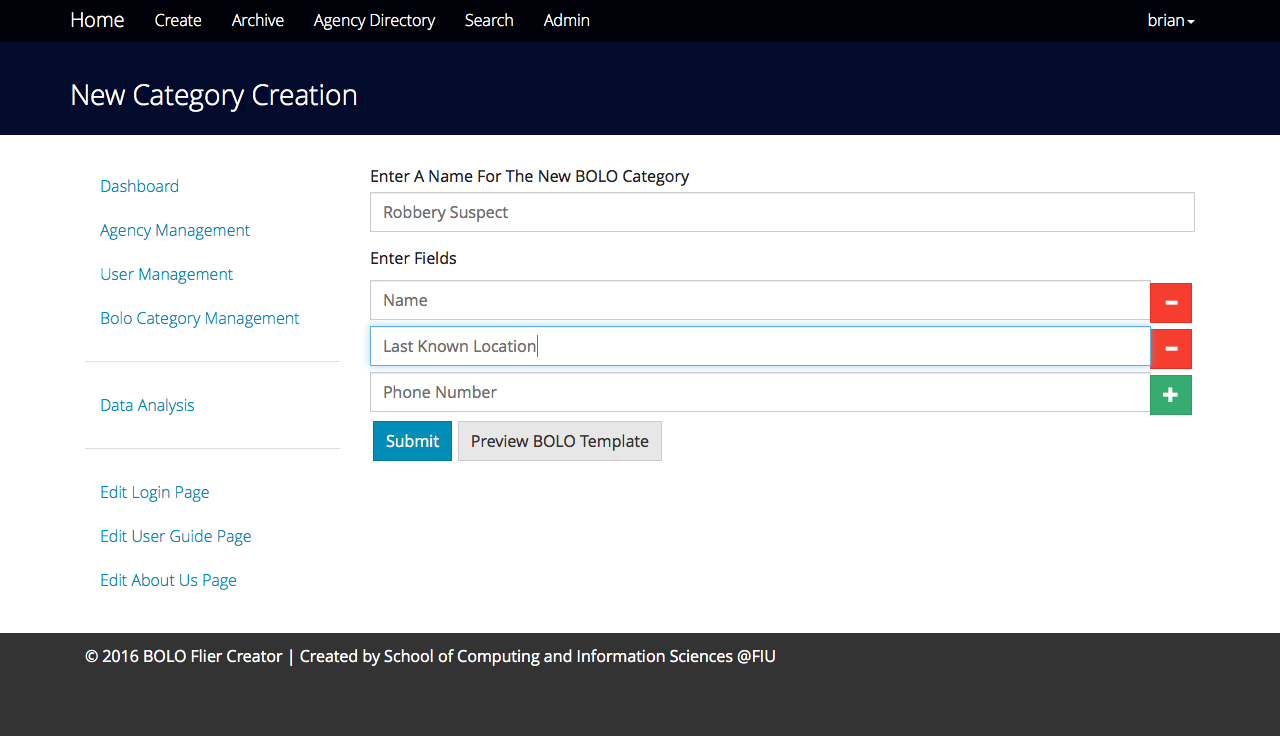 Home Create Archive Agency Directory Search Admin brian
New Category Creation
Dashboard
Agency Management
User Management
Bolo Category Management
Data Analysis
Edit Login Page
Edit User Guide Page
Edit About Us Page
Enter A Name For The New BOLO Category
Robbery Suspect
Enter Fields
Name
Last Known Location
Phone Number
Submit Preview BOLO Template
© 2016 BOLO Flier Creator | Created by School of Computing and Information Sciences @FIU